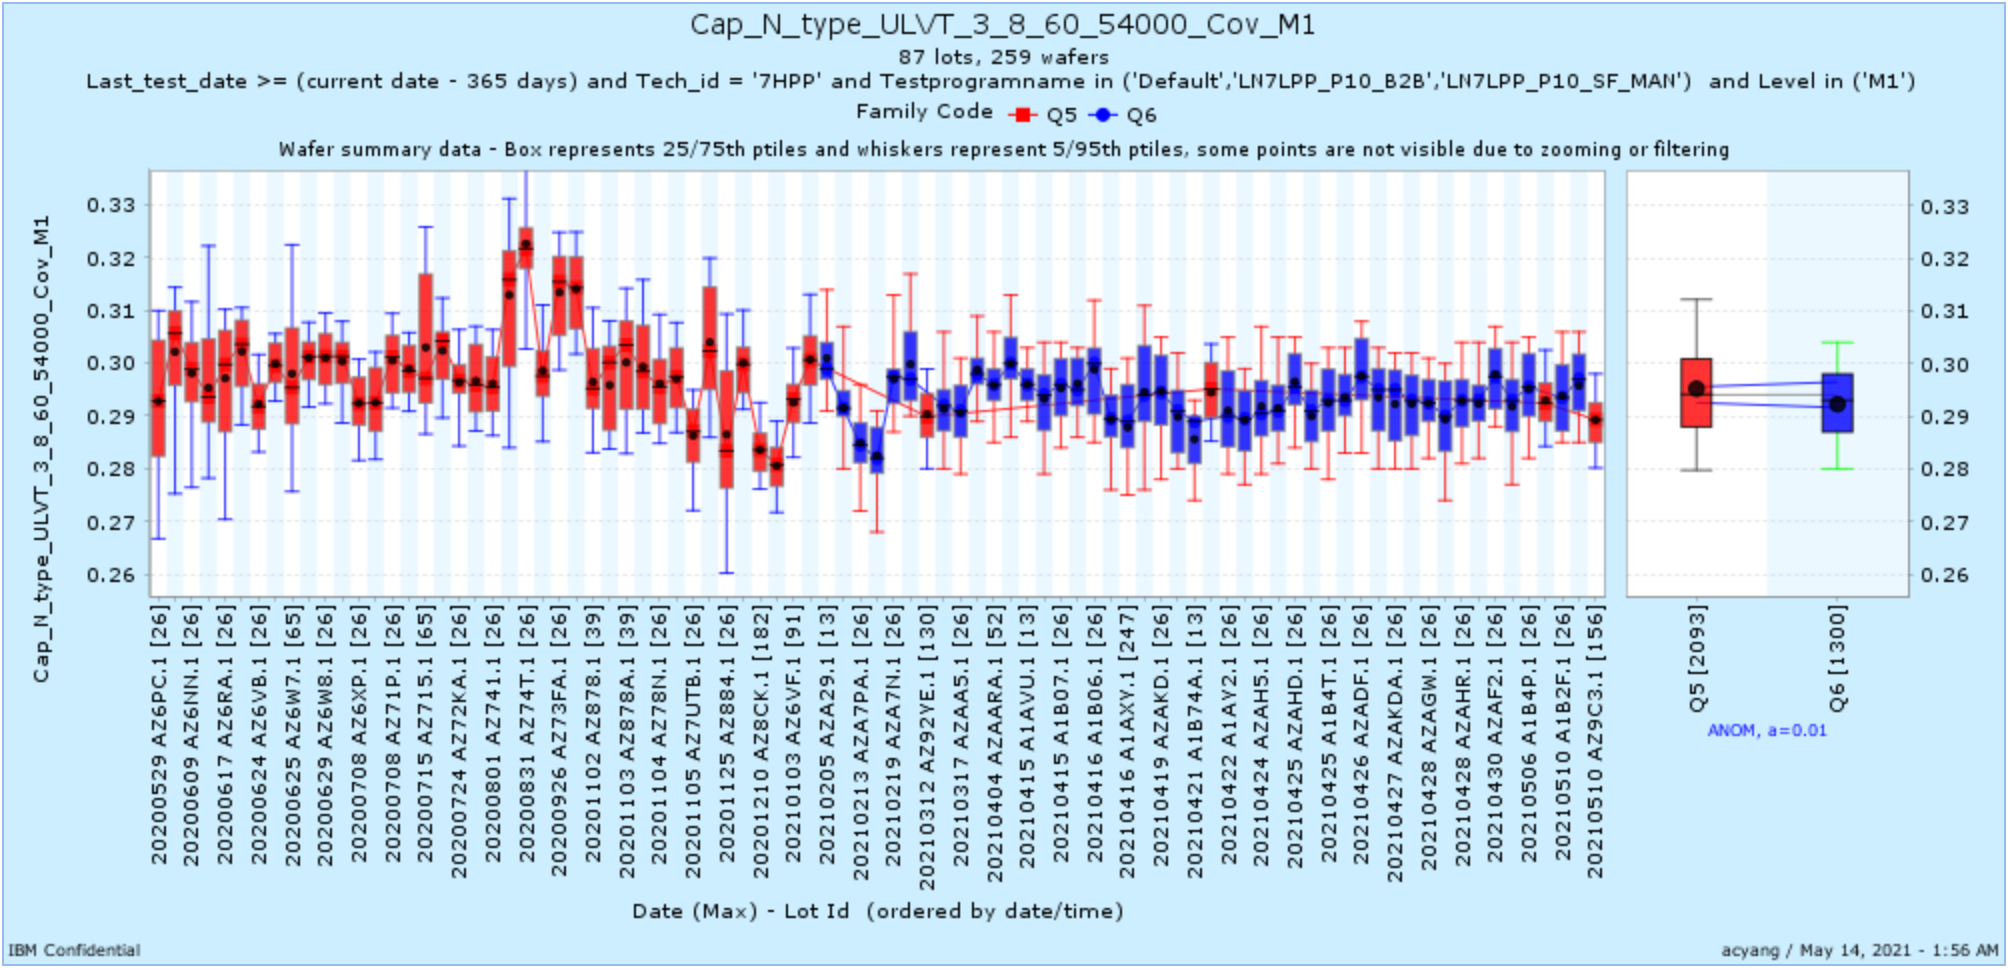 Cap_N_type_ULVT_3_8_60_54000_Cov_M1
87 lots, 259 wafers
Last_test_date >= (current date - 365 days) and Tech_id = '7HPP' and Testprogramname in ('Default','LN7LPP_P10_B2B','LN7LPP_P10_SF_MAN')  and Level in ('M1')
Family Code Q5 Q6
Wafer summary data - Box represents 25/75th ptiles and whiskers represent 5/95th ptiles, some points are not visible due to zooming or filtering
Cap_N_type_ULVT_3_8_60_54000_Cov_M1
0.33
0.32
0.31
0.30
0.29
0.28
0.27
0.26
0.33
0.32
0.31
0.30
0.29
0.28
0.27
0.26
20200529 AZ6PC.1 [26]
20200609 AZ6NN.1 [26]
20200617 AZ6RA.1 [26]
20200624 AZ6VB.1 [26]
20200625 AZ6W7.1 [65]
20200629 AZ6W8.1 [26]
20200708 AZ6XP.1 [26]
20200708 AZ71P.1 [26]
20200715 AZ715.1 [65]
20200724 AZ72KA.1 [26]
20200801 AZ741.1 [26]
20200831 AZ74T.1 [26]
20200926 AZ73FA.1 [26]
20201102 AZ878.1 [39]
20201103 AZ878A.1 [39]
20201104 AZ78N.1 [26]
20201105 AZ7UTB.1 [26]
20201125 AZ884.1 [26]
20201210 AZ8CK.1 [182]
20210103 AZ6VF.1 [91]
20210205 AZA29.1 [13]
20210213 AZA7PA.1 [26]
20210219 AZA7N.1 [26]
20210312 AZ92YE.1 [130]
20210317 AZAA5.1 [26]
20210404 AZAARA.1 [52]
20210415 A1AVU.1 [13]
20210415 A1B07.1 [26]
20210416 A1B06.1 [26]
20210416 A1AXY.1 [247]
20210419 AZAKD.1 [26]
20210421 A1B74A.1 [13]
20210422 A1AY2.1 [26]
20210424 AZAH5.1 [26]
20210425 AZAHD.1 [26]
20210425 A1B4T.1 [26]
20210426 AZADF.1 [26]
20210427 AZAKDA.1 [26]
20210428 AZAGW.1 [26]
20210428 AZAHR.1 [26]
20210430 AZAF2.1 [26]
20210506 A1B4P.1 [26]
20210510 A1B2F.1 [26]
20210510 AZ9C3.1 [156]
Q5 [2093]
Q6 [1300]
ANOM, a=0.01
Date (Max) - Lot Id  (ordered by date/time)
IBM Confidential
acyang / May 14, 2021 - 1:56 AM